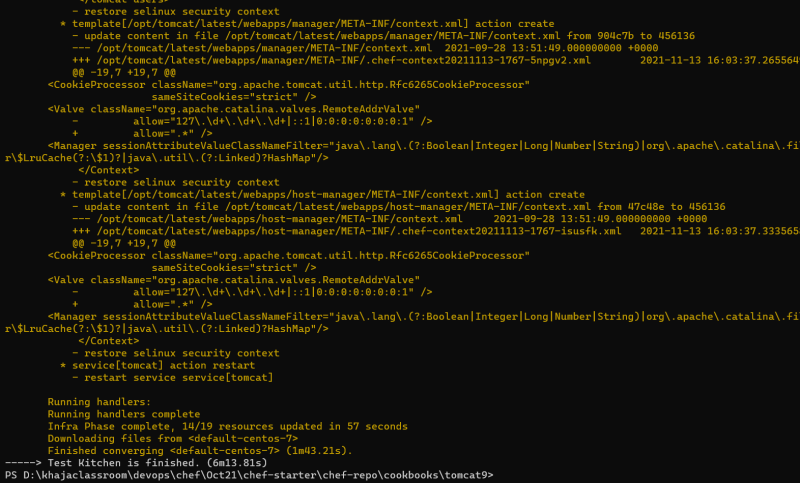 </tomcat-users>
- restore selinux security context
* template[/opt/tomcat/latest/webapps/manager/META-INF/context.xml] action create
- update content in file /opt/tomcat/latest/webapps/manager/META-INF/context.xml from 904c7b to 456136
--- /opt/tomcat/latest/webapps/manager/META-INF/context.xml  2021-09-28 13:51:49.000000000 +0000
+++ /opt/tomcat/latest/webapps/manager/META-INF/.chef-context20211113-1767-5npgv2.xml        2021-11-13 16:03:37.2655649
@@ -19,7 +19,7 @@
<CookieProcessor className="org.apache.tomcat.util.http.Rfc6265CookieProcessor"
sameSiteCookies="strict" />
<Valve className="org.apache.catalina.valves.RemoteAddrValve"
-         allow="127\.\d+\.\d+\.\d+|::1|0:0:0:0:0:0:0:1" />
+         allow=".*" />
<Manager sessionAttributeValueClassNameFilter="java\.lang\.(?:Boolean|Integer|Long|Number|String)|org\.apache\.catalina\.fi
r\$LruCache(?:\$1)?|java\.util\.(?:Linked)?HashMap"/>
</Context>
- restore selinux security context
* template[/opt/tomcat/latest/webapps/host-manager/META-INF/context.xml] action create
- update content in file /opt/tomcat/latest/webapps/host-manager/META-INF/context.xml from 47c48e to 456136
--- /opt/tomcat/latest/webapps/host-manager/META-INF/context.xml     2021-09-28 13:51:49.000000000 +0000
+++ /opt/tomcat/latest/webapps/host-manager/META-INF/.chef-context20211113-1767-isusfk.xml   2021-11-13 16:03:37.3335658
@@ -19,7 +19,7 @@
<CookieProcessor className="org.apache.tomcat.util.http.Rfc6265CookieProcessor"
sameSiteCookies="strict" />
<Valve className="org.apache.catalina.valves.RemoteAddrValve"
-         allow="127\.\d+\.\d+\.\d+|::1|0:0:0:0:0:0:0:1" />
+         allow=".*" />
<Manager sessionAttributeValueClassNameFilter="java\.lang\.(?:Boolean|Integer|Long|Number|String)|org\.apache\.catalina\.fi
r\$LruCache(?:\$1)?|java\.util\.(?:Linked)?HashMap"/>
</Context>
- restore selinux security context
* service[tomcat] action restart
- restart service service[tomcat]
Running handlers:
Running handlers complete
Infra Phase complete, 14/19 resources updated in 57 seconds
Downloading files from <default-centos-7>
Finished converging <default-centos-7> (1m43.21s).
-----> Test Kitchen is finished. (6m13.81s)
PS D:\khajaclassroom\devops\chef\Oct21\chef-starter\chef-repo\cookbooks\tomcat9>